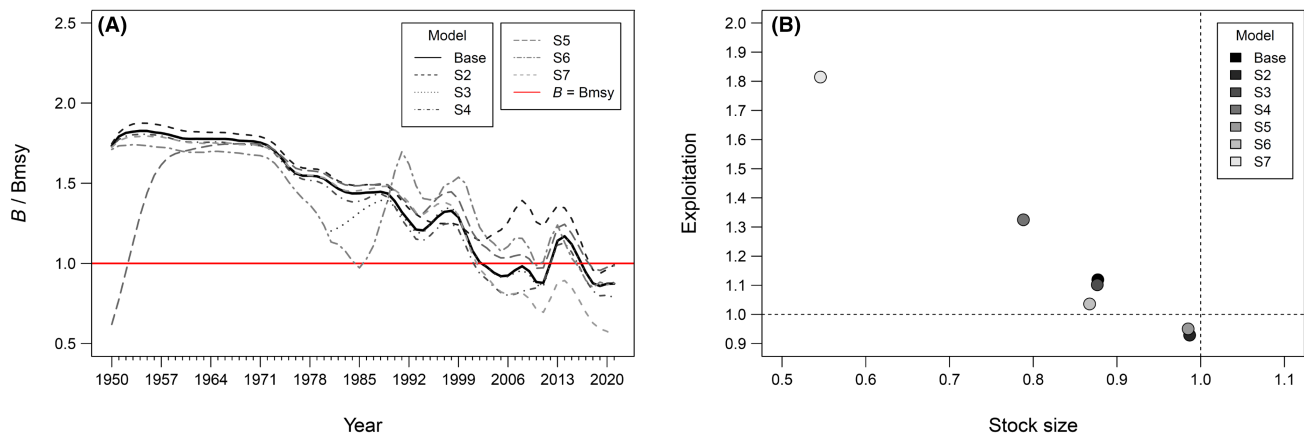 (A)
2.5
2.0
1.5
1.0
0.5
B / Bmsy
1950 1957 1964 1971 1978 1985 1992 1999 2006 2013 2020
Year
Model
Base
S2
S3
S4
S5
S6
S7
B = Bmsy
(B)
2.0
1.9
1.8
1.7
1.6
1.5
1.4
1.3
1.2
1.1
1.0
0.9
Exploitation
0.5 0.6 0.7 0.8 0.9 1.0 1.1
Stock size
Model
Base
S2
S3
S4
S5
S6
S7